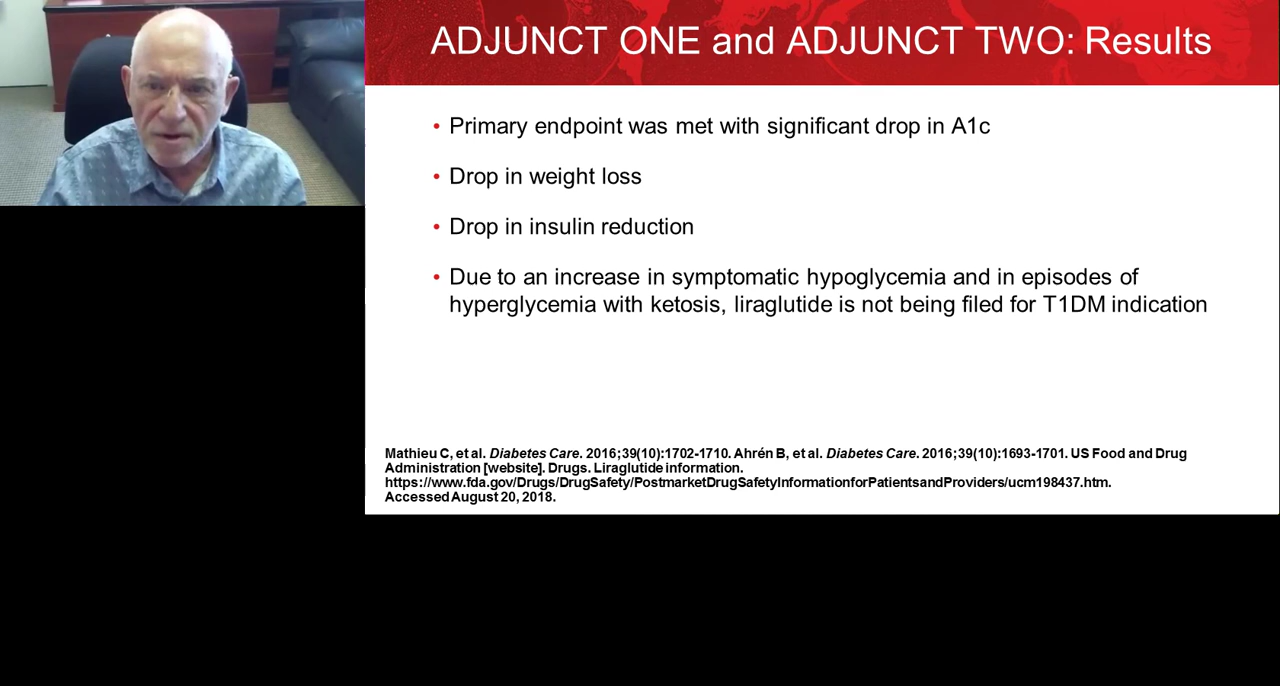 ADJUNCT ONE and ADJUNCT TWO: Results
• Primary endpoint was met with significant drop in A1c
• Drop in weight loss
• Drop in insulin reduction
• Due to an increase in symptomatic hypoglycemia and in episodes of
hyperglycemia with ketosis, liraglutide is not being filed for T1DM indication
Mathieu C, et al. Diabetes Care. 2016;39(10):1702-1710. Ahrén B, et al. Diabetes Care. 2016;39(10):1693-1701. US Food and Drug
Administration [website]. Drugs. Liraglutide information.
https://www.fda.gov/Drugs/DrugSafety/PostmarketDrugSafetyInformationforPatientsandProviders/ucm198437.htm.
Accessed August 20, 2018.